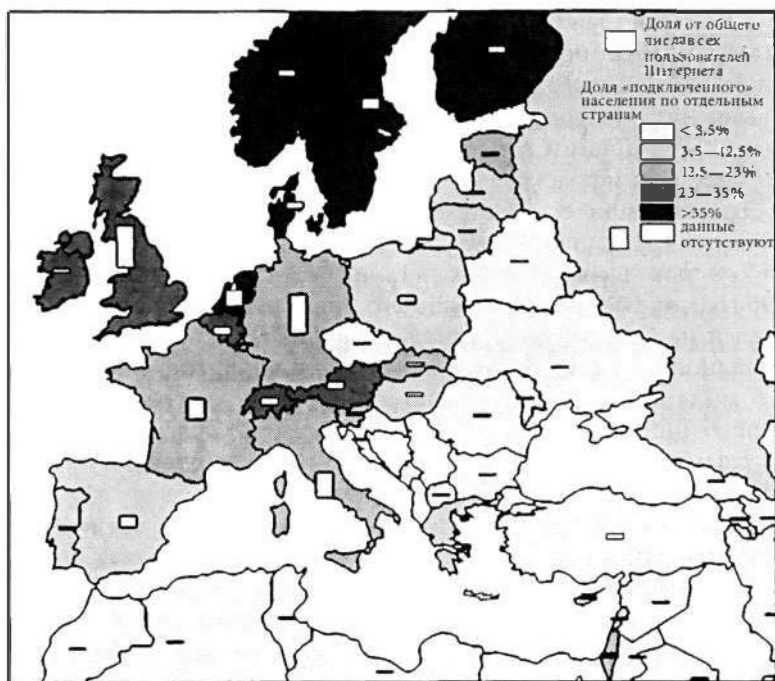 Доля от общего
числа всех
пользователей
Интернета
Доля «подключенного»
населения по отдельным
странам
< 3,5%
3,5—12,5%
12,5—23%
23—35%
>35%
данные
отсутствуют